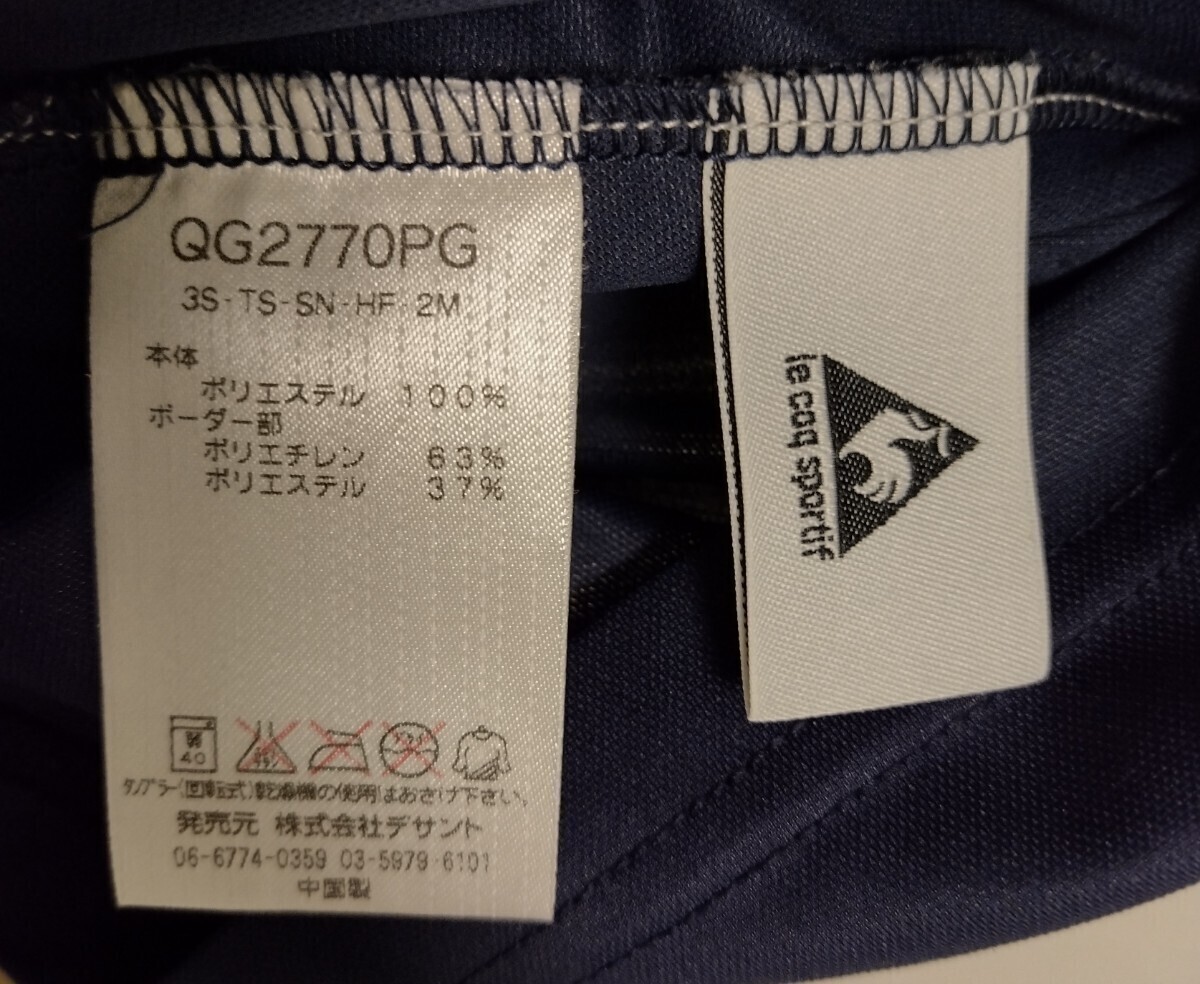 QG2770PG
3S-TS-SN-HF-2M
本体
ポリエステル 100%
ボーダー部
ポリエチレン 63%
ポリエステル 37%
弱
40
タンブラー(回転式)乾燥機の使用はおさけ下さい。
発売元 株式会社デサント
06-6774-0359 03-5979-6101
中国製
le coq sportif